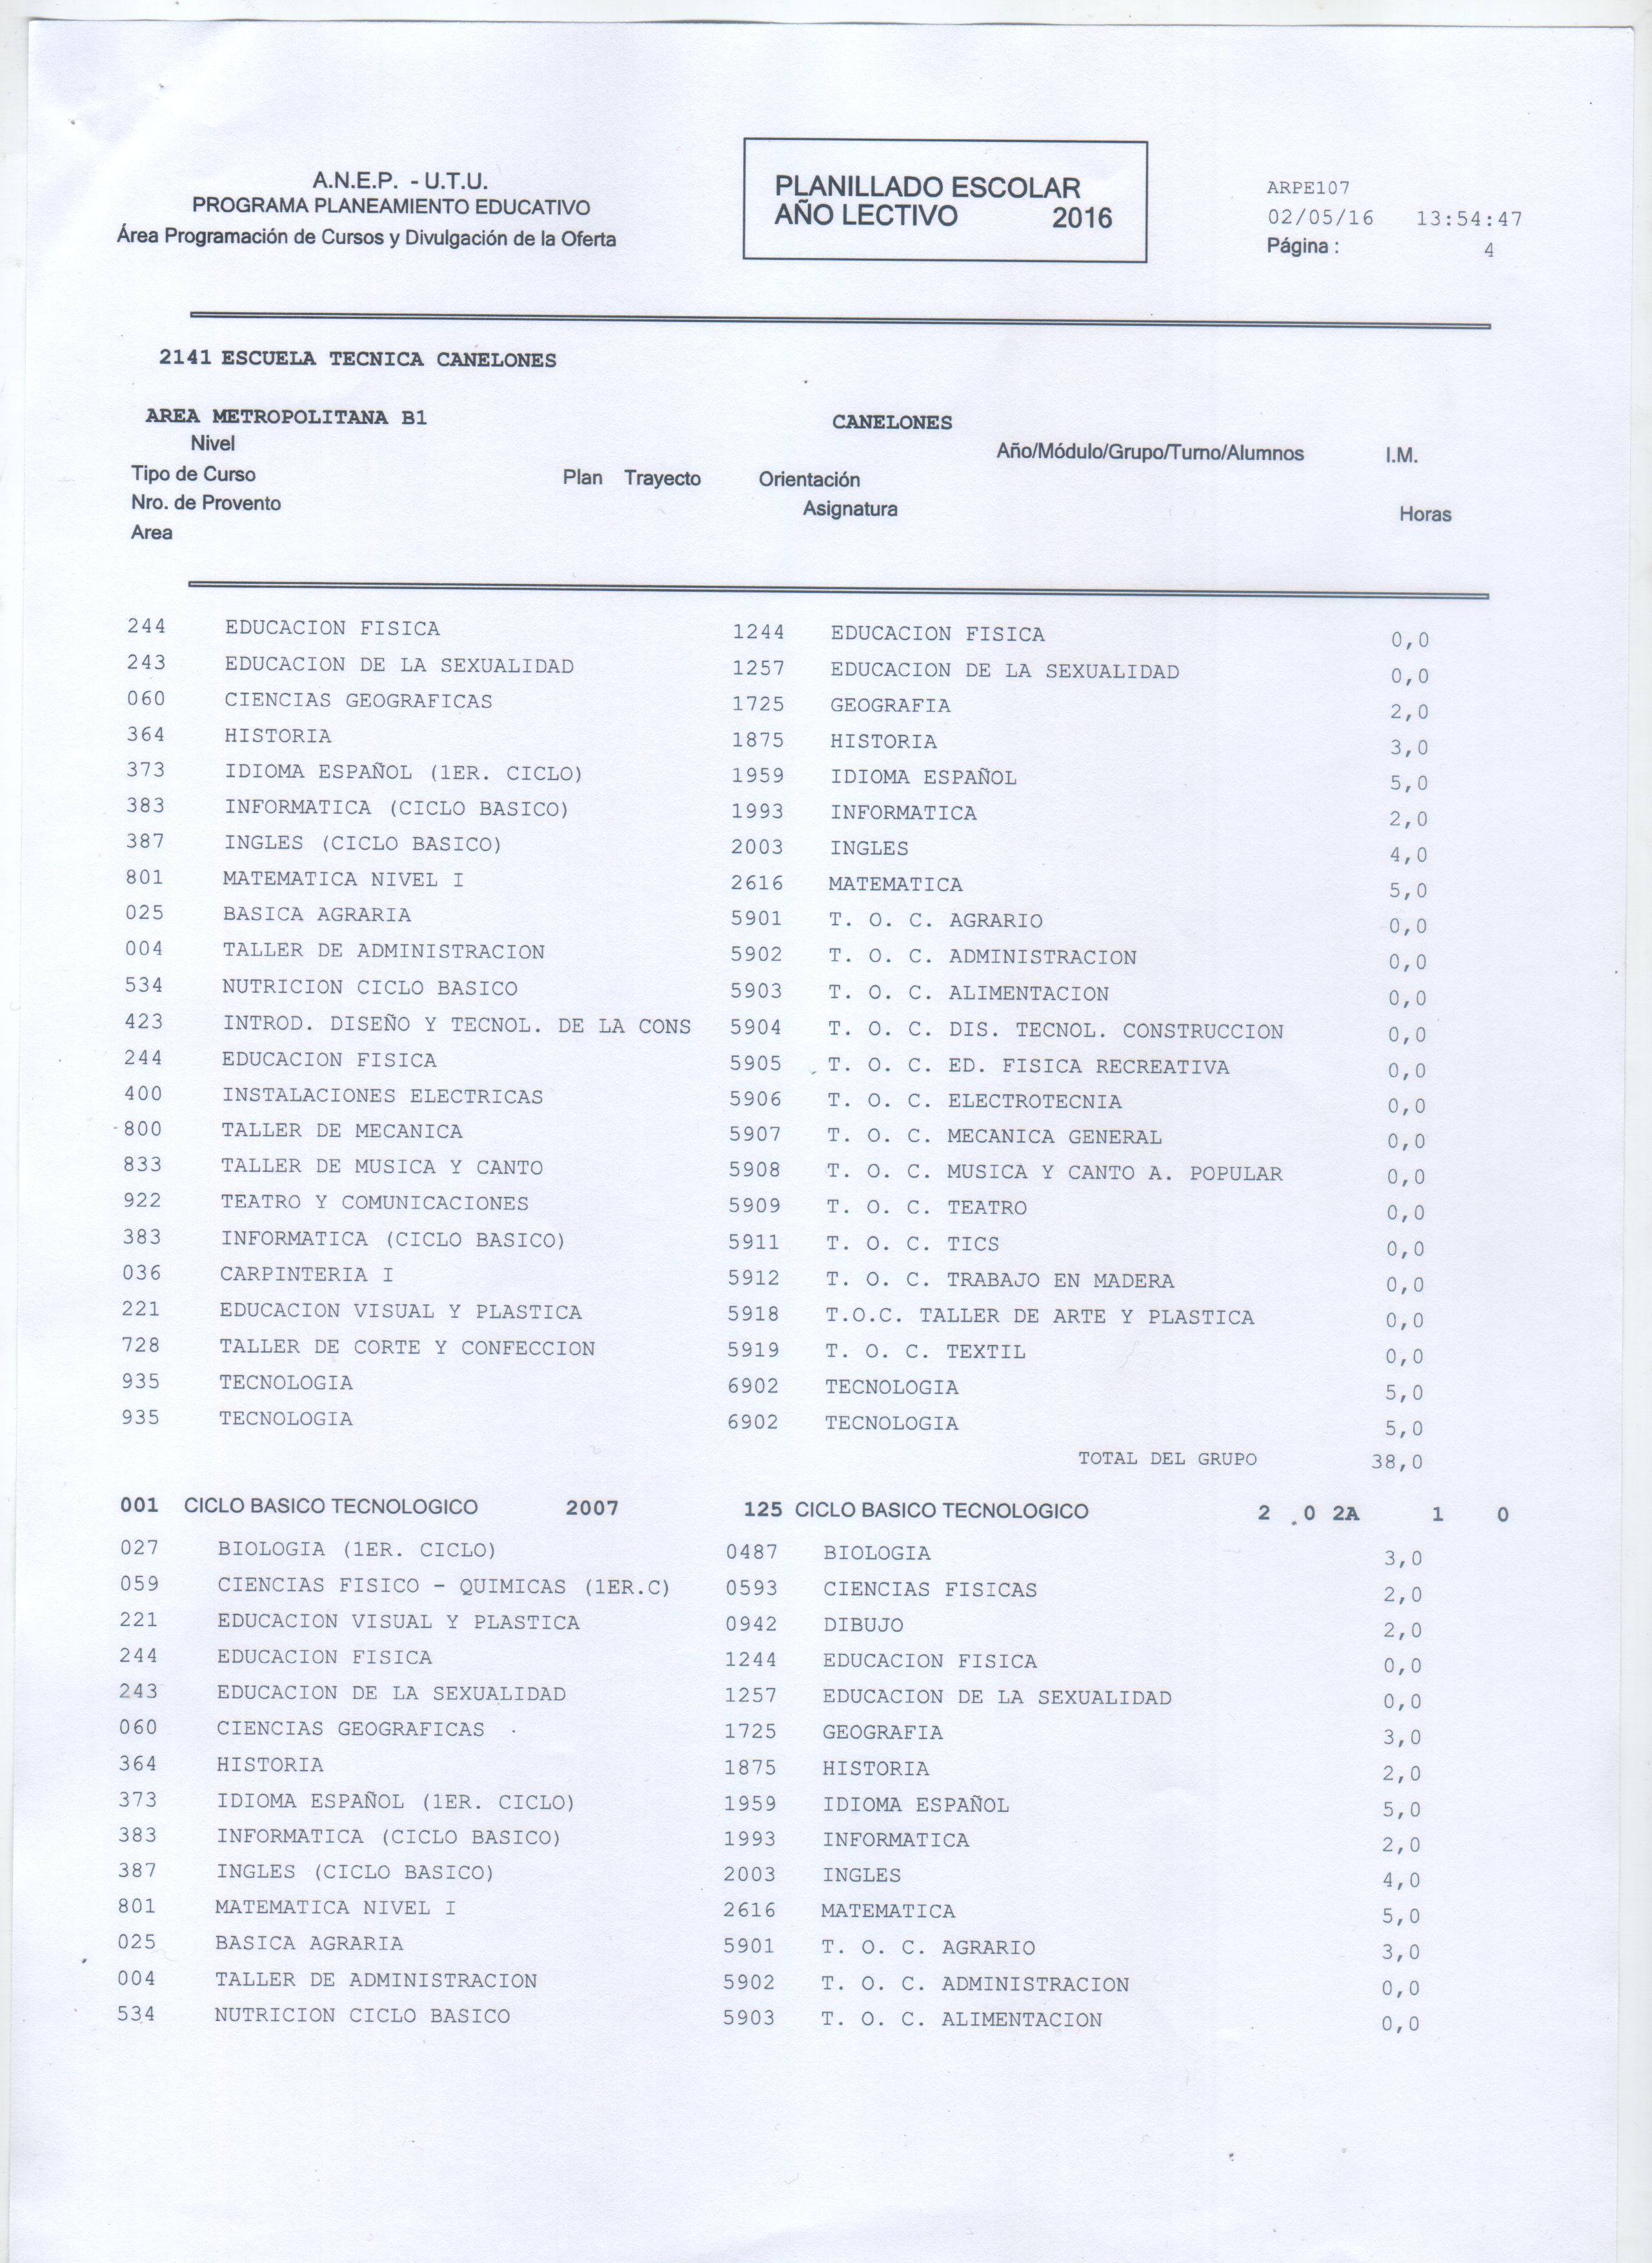 A.N.E.P. - U.T.U.
PROGRAMA PLANEAMIENTO EDUCATIVO
Área Programación de Cursos y Divulgación de la Oferta
PLANILLADO ESCOLAR
AÑO LECTIVO 2016
ARPE107
02/05/16 13:54:47
Página : 4
2141 ESCUELA TECNICA CANELONES
AREA METROPOLITANA B1 CANELONES
Nivel Año/Módulo/Grupo/Turno/Alumnos I.M.
Tipo de Curso Plan Trayecto Orientación
Nro. de Provento Asignatura Horas
Area
244 EDUCACION FISICA 1244 EDUCACION FISICA 0,0
243 EDUCACION DE LA SEXUALIDAD 1257 EDUCACION DE LA SEXUALIDAD 0,0
060 CIENCIAS GEOGRAFICAS 1725 GEOGRAFIA 2,0
364 HISTORIA 1875 HISTORIA 3,0
373 IDIOMA ESPAÑOL (1ER. CICLO) 1959 IDIOMA ESPAÑOL 5,0
383 INFORMATICA (CICLO BASICO) 1993 INFORMATICA 2,0
387 INGLES (CICLO BASICO) 2003 INGLES 4,0
801 MATEMATICA NIVEL I 2616 MATEMATICA 5,0
025 BASICA AGRARIA 5901 T. O. C. AGRARIO 0,0
004 TALLER DE ADMINISTRACION 5902 T. O. C. ADMINISTRACION 0,0
534 NUTRICION CICLO BASICO 5903 T. O. C. ALIMENTACION 0,0
423 INTROD. DISEÑO Y TECNOL. DE LA CONS 5904 T. O. C. DIS. TECNOL. CONSTRUCCION 0,0
244 EDUCACION FISICA 5905 T. O. C. ED. FISICA RECREATIVA 0,0
400 INSTALACIONES ELECTRICAS 5906 T. O. C. ELECTROTECNIA 0,0
800 TALLER DE MECANICA 5907 T. O. C. MECANICA GENERAL 0,0
833 TALLER DE MUSICA Y CANTO 5908 T. O. C. MUSICA Y CANTO A. POPULAR 0,0
922 TEATRO Y COMUNICACIONES 5909 T. O. C. TEATRO 0,0
383 INFORMATICA (CICLO BASICO) 5911 T. O. C. TICS 0,0
036 CARPINTERIA I 5912 T. O. C. TRABAJO EN MADERA 0,0
221 EDUCACION VISUAL Y PLASTICA 5918 T.O.C. TALLER DE ARTE Y PLASTICA 0,0
728 TALLER DE CORTE Y CONFECCION 5919 T. O. C. TEXTIL 0,0
935 TECNOLOGIA 6902 TECNOLOGIA 5,0
935 TECNOLOGIA 6902 TECNOLOGIA 5,0
TOTAL DEL GRUPO 38,0
001 CICLO BASICO TECNOLOGICO 2007 125 CICLO BASICO TECNOLOGICO 2 0 2A 1 0
027 BIOLOGIA (1ER. CICLO) 0487 BIOLOGIA 3,0
059 CIENCIAS FISICO - QUIMICAS (1ER.C) 0593 CIENCIAS FISICAS 2,0
221 EDUCACION VISUAL Y PLASTICA 0942 DIBUJO 2,0
244 EDUCACION FISICA 1244 EDUCACION FISICA 0,0
243 EDUCACION DE LA SEXUALIDAD 1257 EDUCACION DE LA SEXUALIDAD 0,0
060 CIENCIAS GEOGRAFICAS 1725 GEOGRAFIA 3,0
364 HISTORIA 1875 HISTORIA 2,0
373 IDIOMA ESPAÑOL (1ER. CICLO) 1959 IDIOMA ESPAÑOL 5,0
383 INFORMATICA (CICLO BASICO) 1993 INFORMATICA 2,0
387 INGLES (CICLO BASICO) 2003 INGLES 4,0
801 MATEMATICA NIVEL I 2616 MATEMATICA 5,0
025 BASICA AGRARIA 5901 T. O. C. AGRARIO 3,0
004 TALLER DE ADMINISTRACION 5902 T. O. C. ADMINISTRACION 0,0
534 NUTRICION CICLO BASICO 5903 T. O. C. ALIMENTACION 0,0